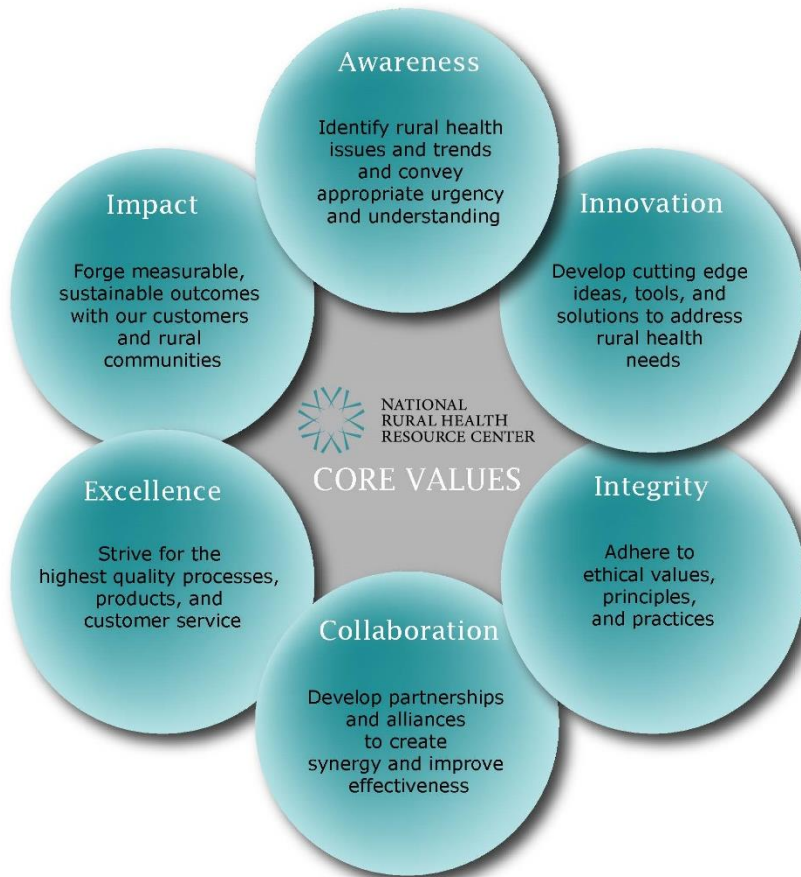 Awareness
Identify rural health
issues and trends
and convey
appropriate urgency
and understanding
Innovation
Develop cutting edge
ideas, tools, and
solutions to address
rural health
needs
Integrity
Adhere to
ethical values,
principles,
and practices
Collaboration
Develop partnerships
and alliances
to create
synergy and improve
effectiveness
Excellence
Strive for the
highest quality processes,
products, and
customer service
Impact
Forge measurable,
sustainable outcomes
with our customers
and rural
communities
NATIONAL
RURAL HEALTH
RESOURCE CENTER
CORE VALUES